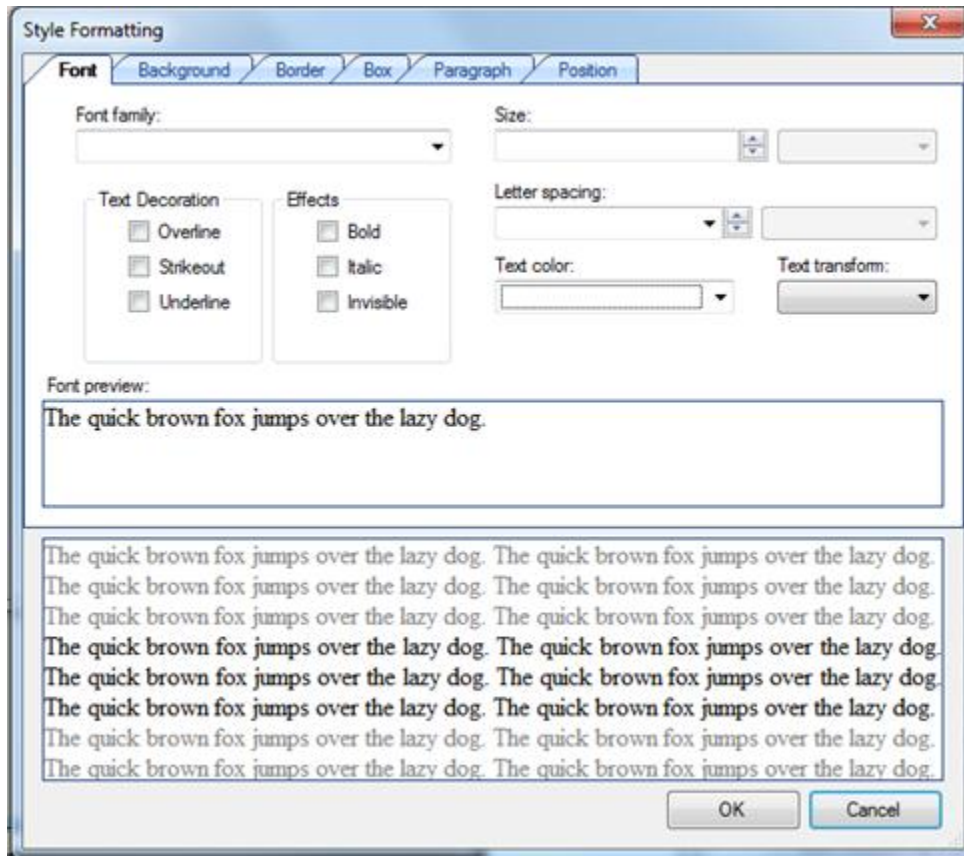 Style Formatting
Font Background Border Box Paragraph Position
Font family: Size:
Text Decoration Effects Letter spacing:
Overline Bold
Strikeout Italic Text color: Text transform:
Underline Invisible
Font preview:
The quick brown fox jumps over the lazy dog.
The quick brown fox jumps over the lazy dog. The quick brown fox jumps over the lazy dog.
The quick brown fox jumps over the lazy dog. The quick brown fox jumps over the lazy dog.
The quick brown fox jumps over the lazy dog. The quick brown fox jumps over the lazy dog.
The quick brown fox jumps over the lazy dog. The quick brown fox jumps over the lazy dog.
The quick brown fox jumps over the lazy dog. The quick brown fox jumps over the lazy dog.
The quick brown fox jumps over the lazy dog. The quick brown fox jumps over the lazy dog.
The quick brown fox jumps over the lazy dog. The quick brown fox jumps over the lazy dog.
The quick brown fox jumps over the lazy dog. The quick brown fox jumps over the lazy dog.
OK Cancel